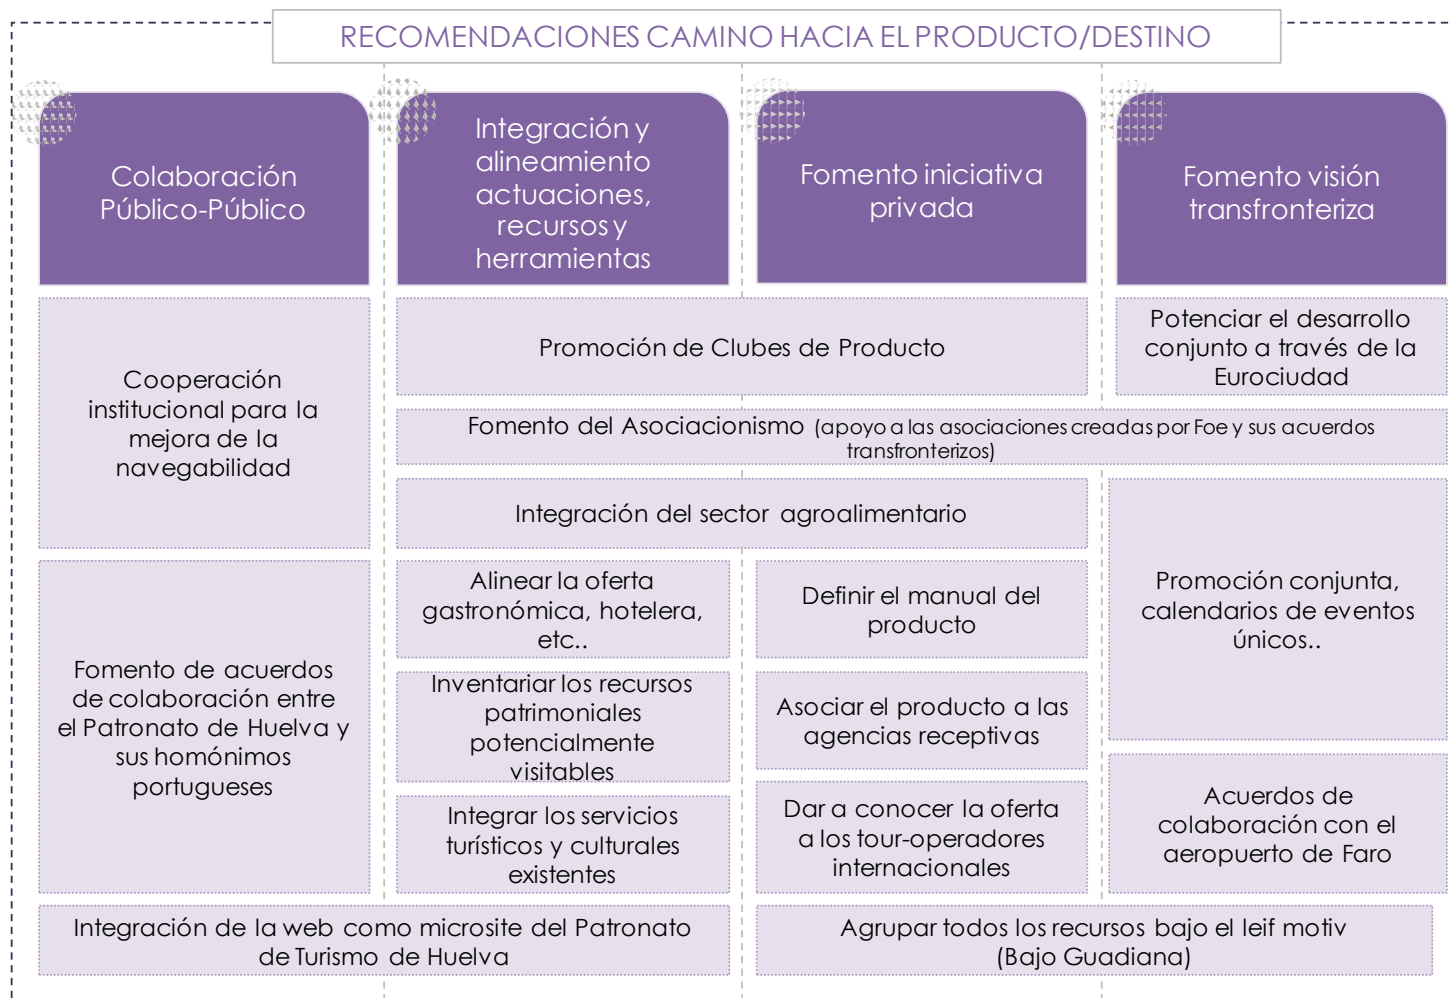 RECOMENDACIONES CAMINO HACIA EL PRODUCTO/DESTINO
Colaboración
Público-Público
Integración y
alineamiento
actuaciones,
recursos y
herramientas
Fomento iniciativa
privada
Fomento visión
transfronteriza
Cooperación
institucional para la
mejora de la
navegabilidad
Promoción de Clubes de Producto
Potenciar el desarrollo
conjunto a través de la
Eurociudad
Fomento del Asociacionismo (apoyo a las asociaciones creadas por Foe y sus acuerdos
transfronterizos)
Integración del sector agroalimentario
Fomento de acuerdos
de colaboración entre
el Patronato de Huelva y
sus homónimos
portugueses
Alinear la oferta
gastronómica, hotelera,
etc..
Definir el manual del
producto
Promoción conjunta,
calendarios de eventos
únicos..
Inventariar los recursos
patrimoniales
potencialmente
visitables
Asociar el producto a las
agencias receptivas
Integrar los servicios
turísticos y culturales
existentes
Dar a conocer la oferta
a los tour-operadores
internacionales
Acuerdos de
colaboración con el
aeropuerto de Faro
Integración de la web como microsite del Patronato
de Turismo de Huelva
Agrupar todos los recursos bajo el leif motiv
(Bajo Guadiana)